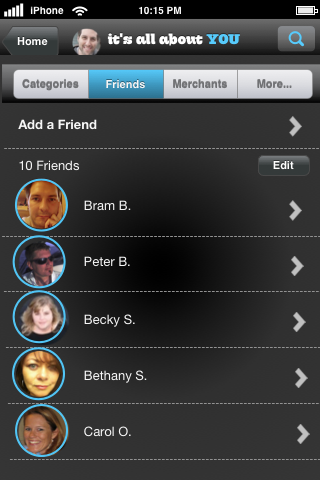 iPhone 10:15 PM
Home it's all about YOU
Categories Friends Merchants More...
Add a Friend
10 Friends Edit
Bram B.
Peter B.
Becky S.
Bethany S.
Carol O.